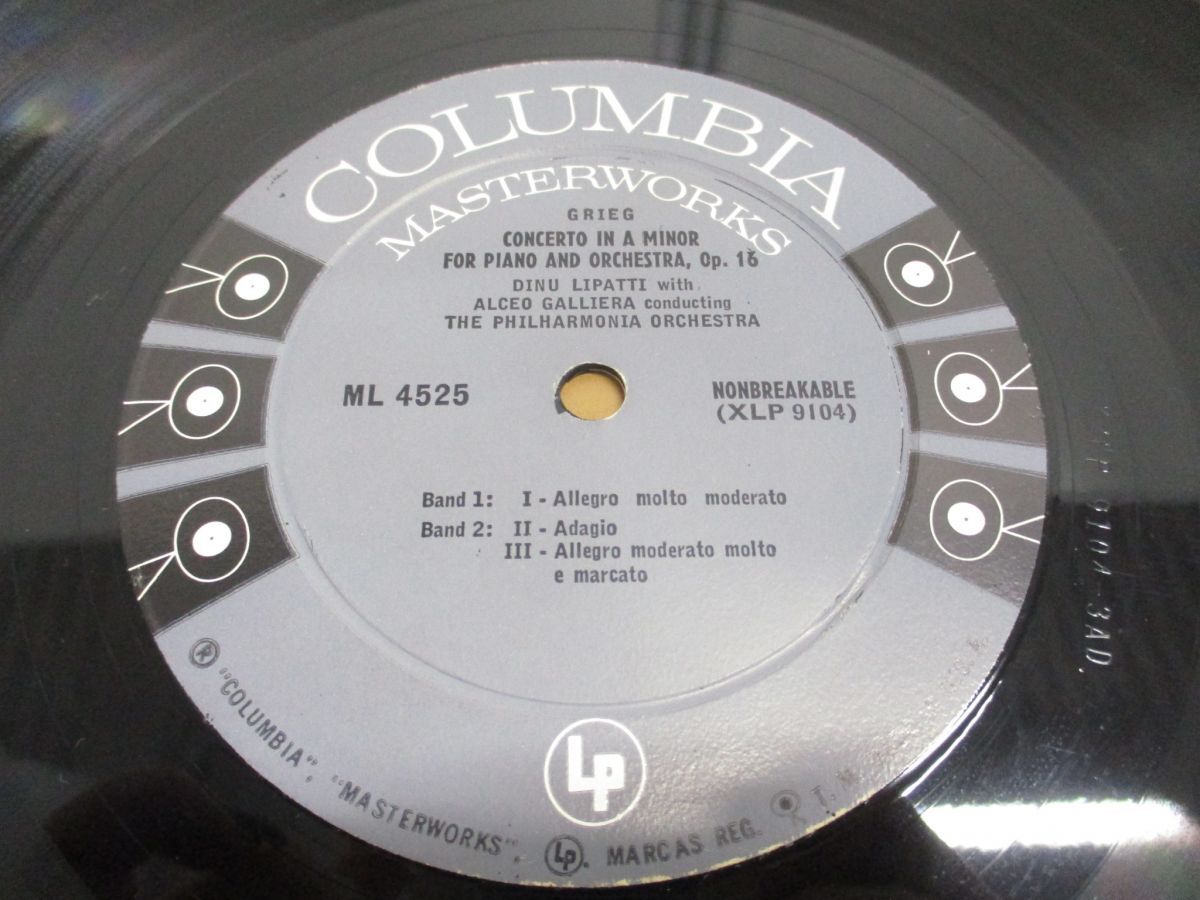 COLUMBIA
MASTERWORKS
GRIEG
CONCERTO IN A MINOR
FOR PIANO AND ORCHESTRA, Op. 16
DINU LIPATTI with
ALCEO GALLIERA conducting
THE PHILHARMONIA ORCHESTRA
ML 4525
NONBREAKABLE
(XLP 9104)
Band 1: I - Allegro molto moderato
Band 2: II - Adagio
III - Allegro moderato molto
e marcato
Lp
® "COLUMBIA", "MASTERWORKS", Lp. MARCAS REG.
9104-3AD.